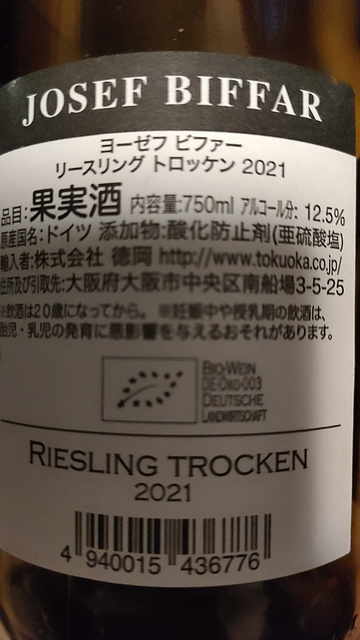 JOSEF BIFFAR
ヨーゼフ ビファー
リースリング トロッケン 2021
品目:果実酒 内容量:750ml アルコール分: 12.5%
原産国名:ドイツ 添加物:酸化防止剤(亜硫酸塩)
輸入者:株式会社 徳岡 http://www.tokuoka.co.jp/
住所及び引取先:大阪府大阪市中央区南船場3-5-25
※飲酒は20歳になってから。 ※妊娠中や授乳期の飲酒は、
胎児・乳児の発育に悪影響を与えるおそれがあります。
BIO-WEIN
DE-ÖKO-003
DEUTSCHE
LANDWIRTSCHAFT
RIESLING TROCKEN
2021
4 940015 436776